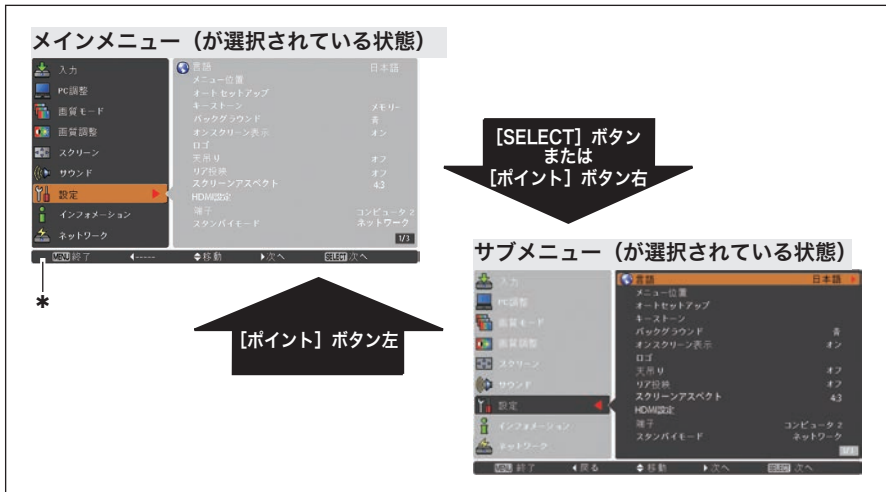 メインメニュー（が選択されている状態）
入力
PC調整
画質モード
画質調整
スクリーン
サウンド
設定
インフォメーション
ネットワーク
言語 日本語
メニュー位置
オートセットアップ
キーストーン メモリー
バックグラウンド 青
オンスクリーン表示 オン
ロゴ
天吊り オフ
リア投映 オフ
スクリーンアスペクト 4:3
HDMI設定
端子 コンピュータ 2
スタンバイモード ネットワーク
1/3
MENU 終了 ◀----- 移動 ▶次へ SELECT 次へ
*
[SELECT］ボタン
または
[ポイント］ボタン右
[ポイント］ボタン左
サブメニュー（が選択されている状態）
入力
PC調整
画質モード
画質調整
スクリーン
サウンド
設定
インフォメーション
ネットワーク
言語 日本語
メニュー位置
オートセットアップ
キーストーン
バックグラウンド 青
オンスクリーン表示 オン
ロゴ
天吊り オフ
リア投映 オフ
スクリーンアスペクト 4:3
HDMI設定
端子 コンピュータ 2
スタンバイモード ネットワーク
1/3
MENU 終了 ◀戻る 移動 ▶次へ SELECT 次へ